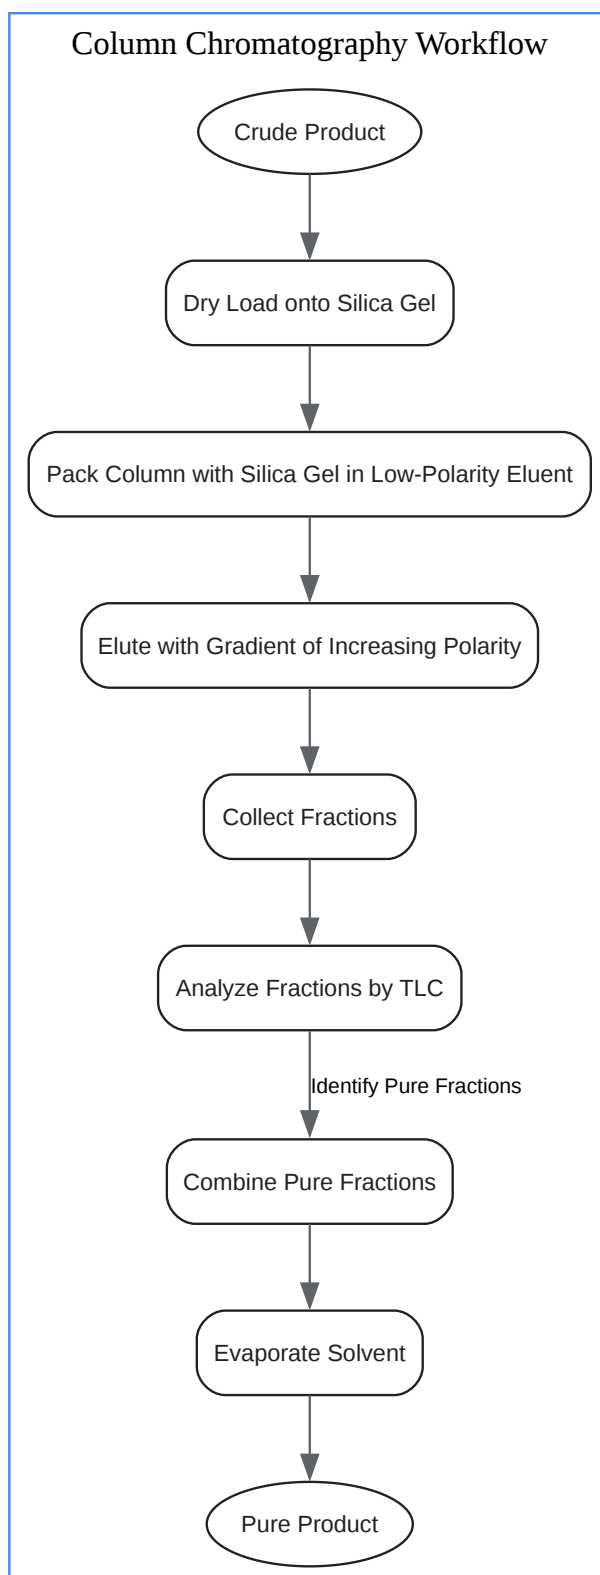 Column Chromatography Workflow
Crude Product
Dry Load onto Silica Gel
Pack Column with Silica Gel in Low-Polarity Eluent
Elute with Gradient of Increasing Polarity
Collect Fractions
Analyze Fractions by TLC
Identify Pure Fractions
Combine Pure Fractions
Evaporate Solvent
Pure Product